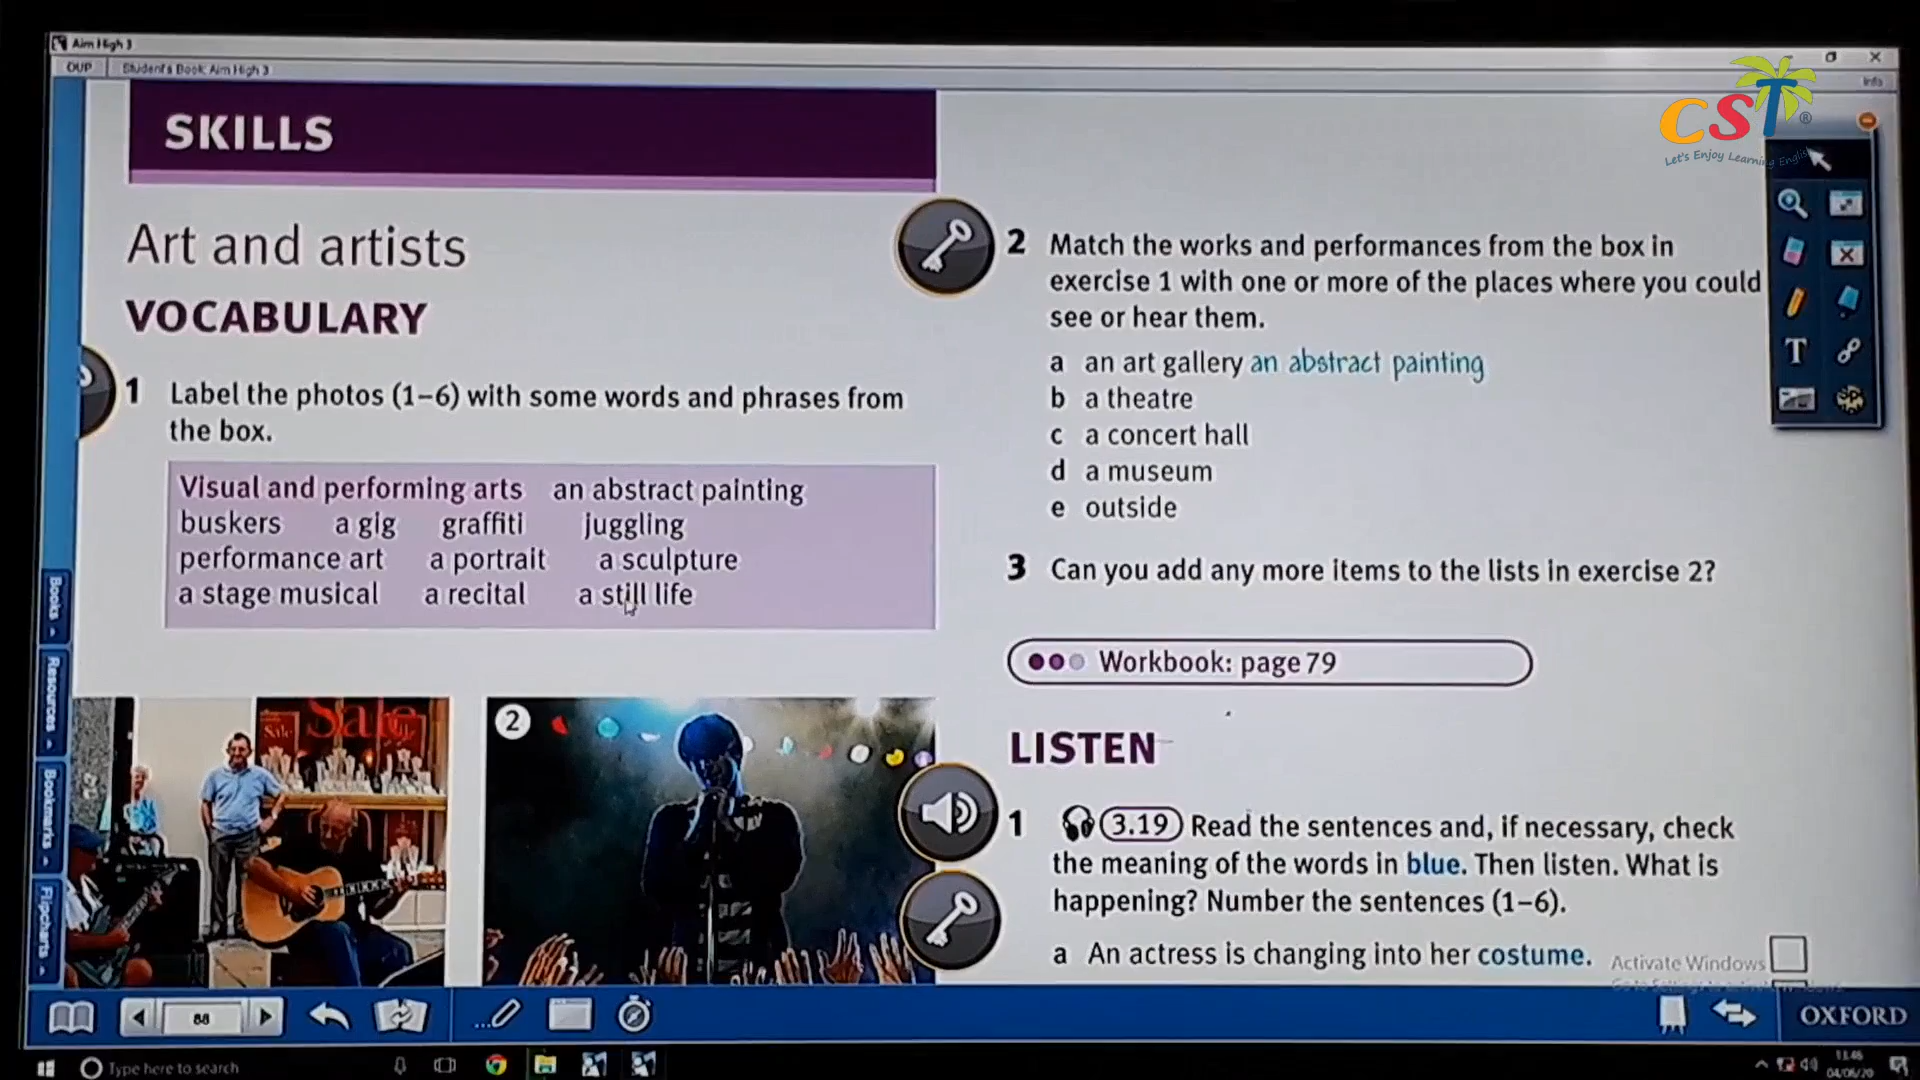 Aim High 3
OUP
Student's Book: Aim High 3
Info
CST®
Let's Enjoy Learning English
SKILLS
Art and artists
VOCABULARY
1 Label the photos (1–6) with some words and phrases from
the box.
Visual and performing arts an abstract painting
buskers a gig graffiti juggling
performance art a portrait a sculpture
a stage musical a recital a still life
Sale
Sale
2
2 Match the works and performances from the box in
exercise 1 with one or more of the places where you could
see or hear them.
a an art gallery an abstract painting
b a theatre
c a concert hall
d a museum
e outside
3 Can you add any more items to the lists in exercise 2?
Workbook: page 79
LISTEN
1 3.19 Read the sentences and, if necessary, check
the meaning of the words in blue. Then listen. What is
happening? Number the sentences (1–6).
a An actress is changing into her costume.
Activate Windows
T
Books
Resources
Bookmarks
Flipcharts
88
OXFORD
Type here to search
04/06/20